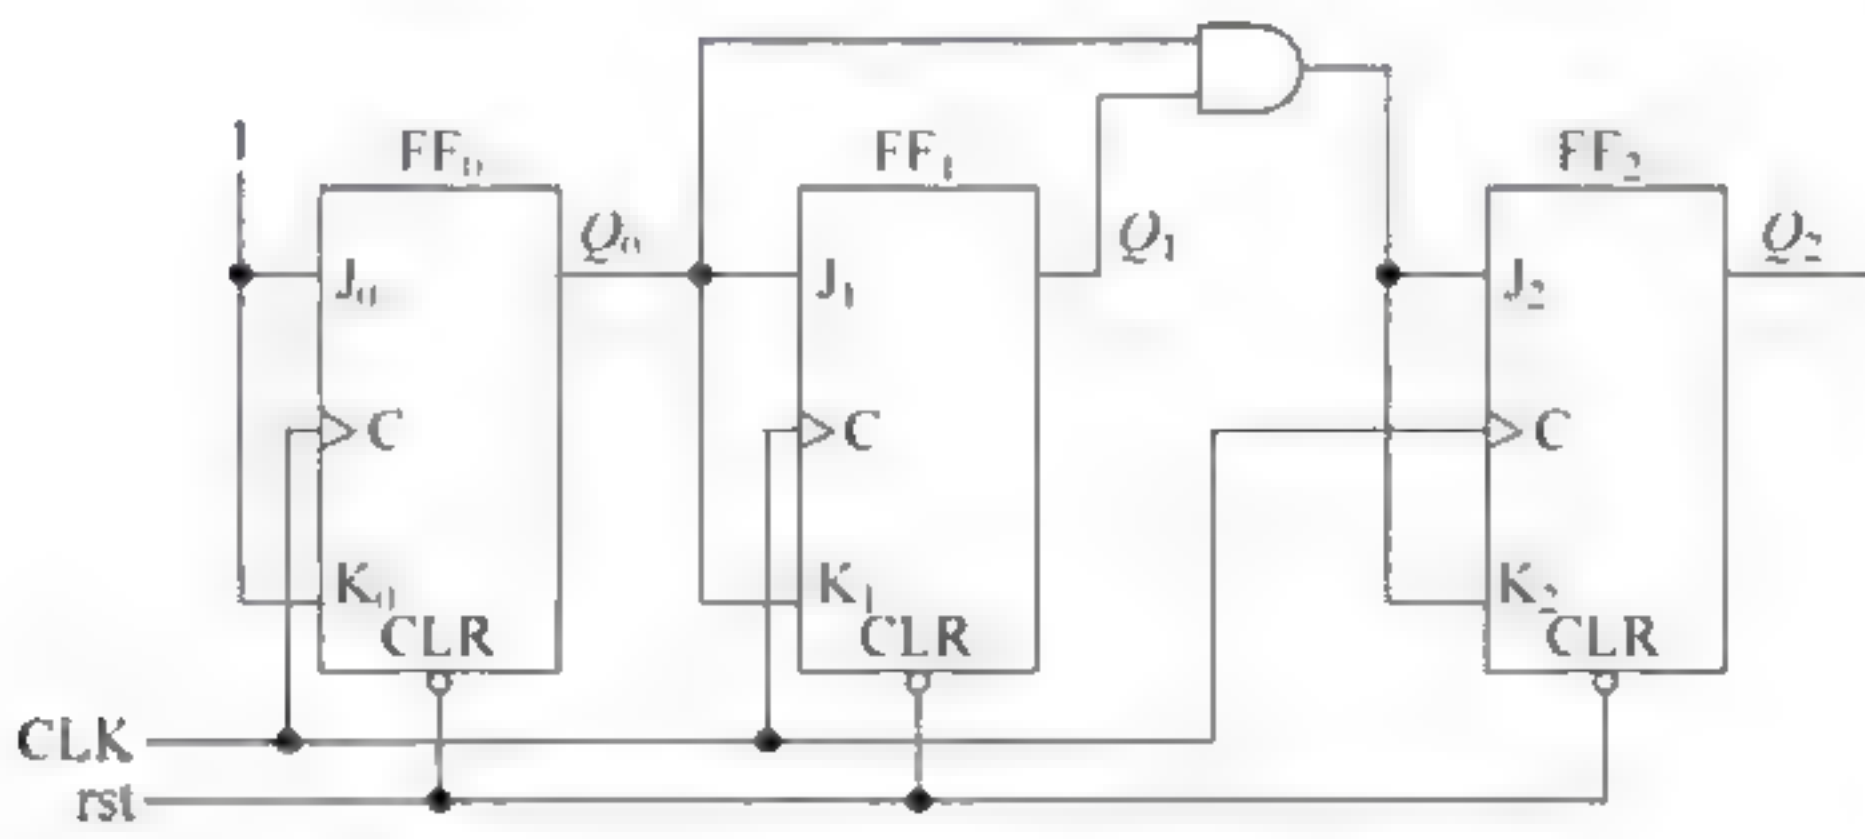 1
FF₀
FF₁
FF₂
Q₀
Q₁
Q₂
J₀
J₁
J₂
C
C
C
K₀
K₁
K₂
CLR
CLR
CLR
CLK
rst